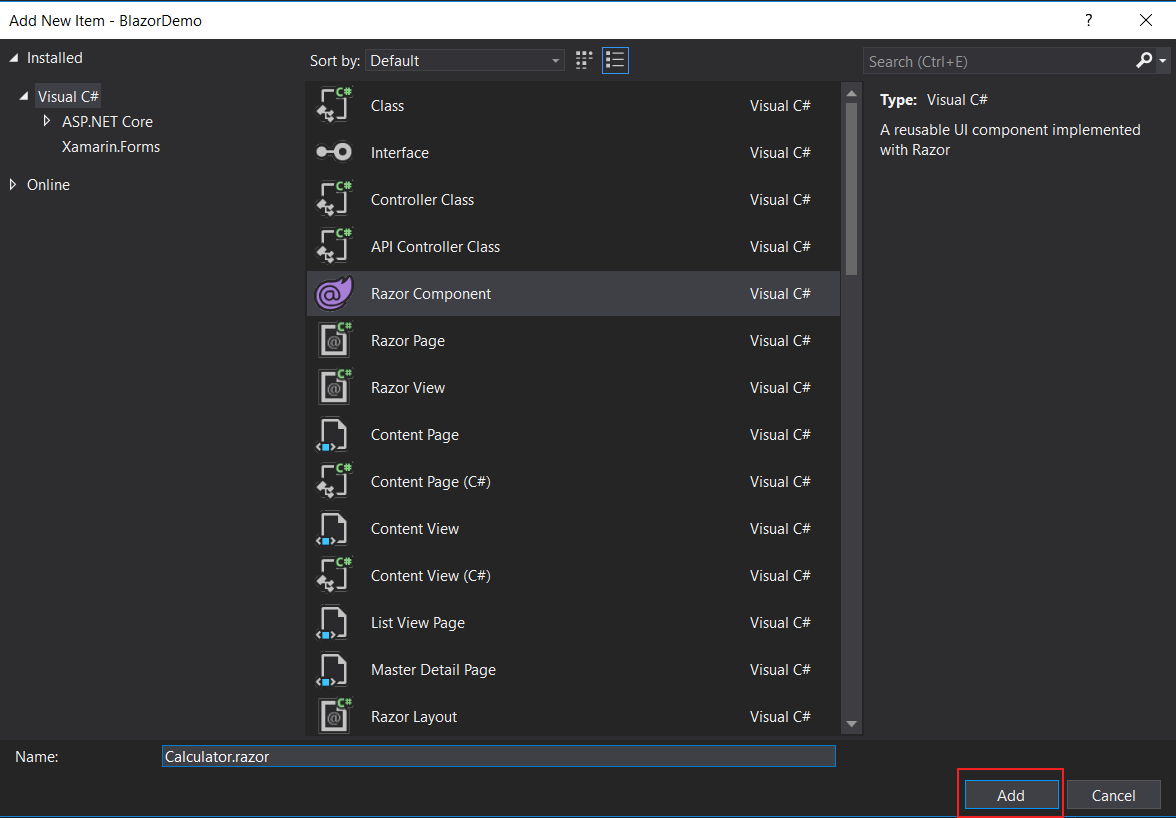 Add New Item - BlazorDemo
?
Installed
Visual C#
ASP.NET Core
Xamarin.Forms
Online
Sort by: Default
Search (Ctrl+E)
Class Visual C#
Interface Visual C#
Controller Class Visual C#
API Controller Class Visual C#
Razor Component Visual C#
Razor Page Visual C#
Razor View Visual C#
Content Page Visual C#
Content Page (C#) Visual C#
Content View Visual C#
Content View (C#) Visual C#
List View Page Visual C#
Master Detail Page Visual C#
Razor Layout Visual C#
Type: Visual C#
A reusable UI component implemented
with Razor
Name: Calculator.razor
Add Cancel